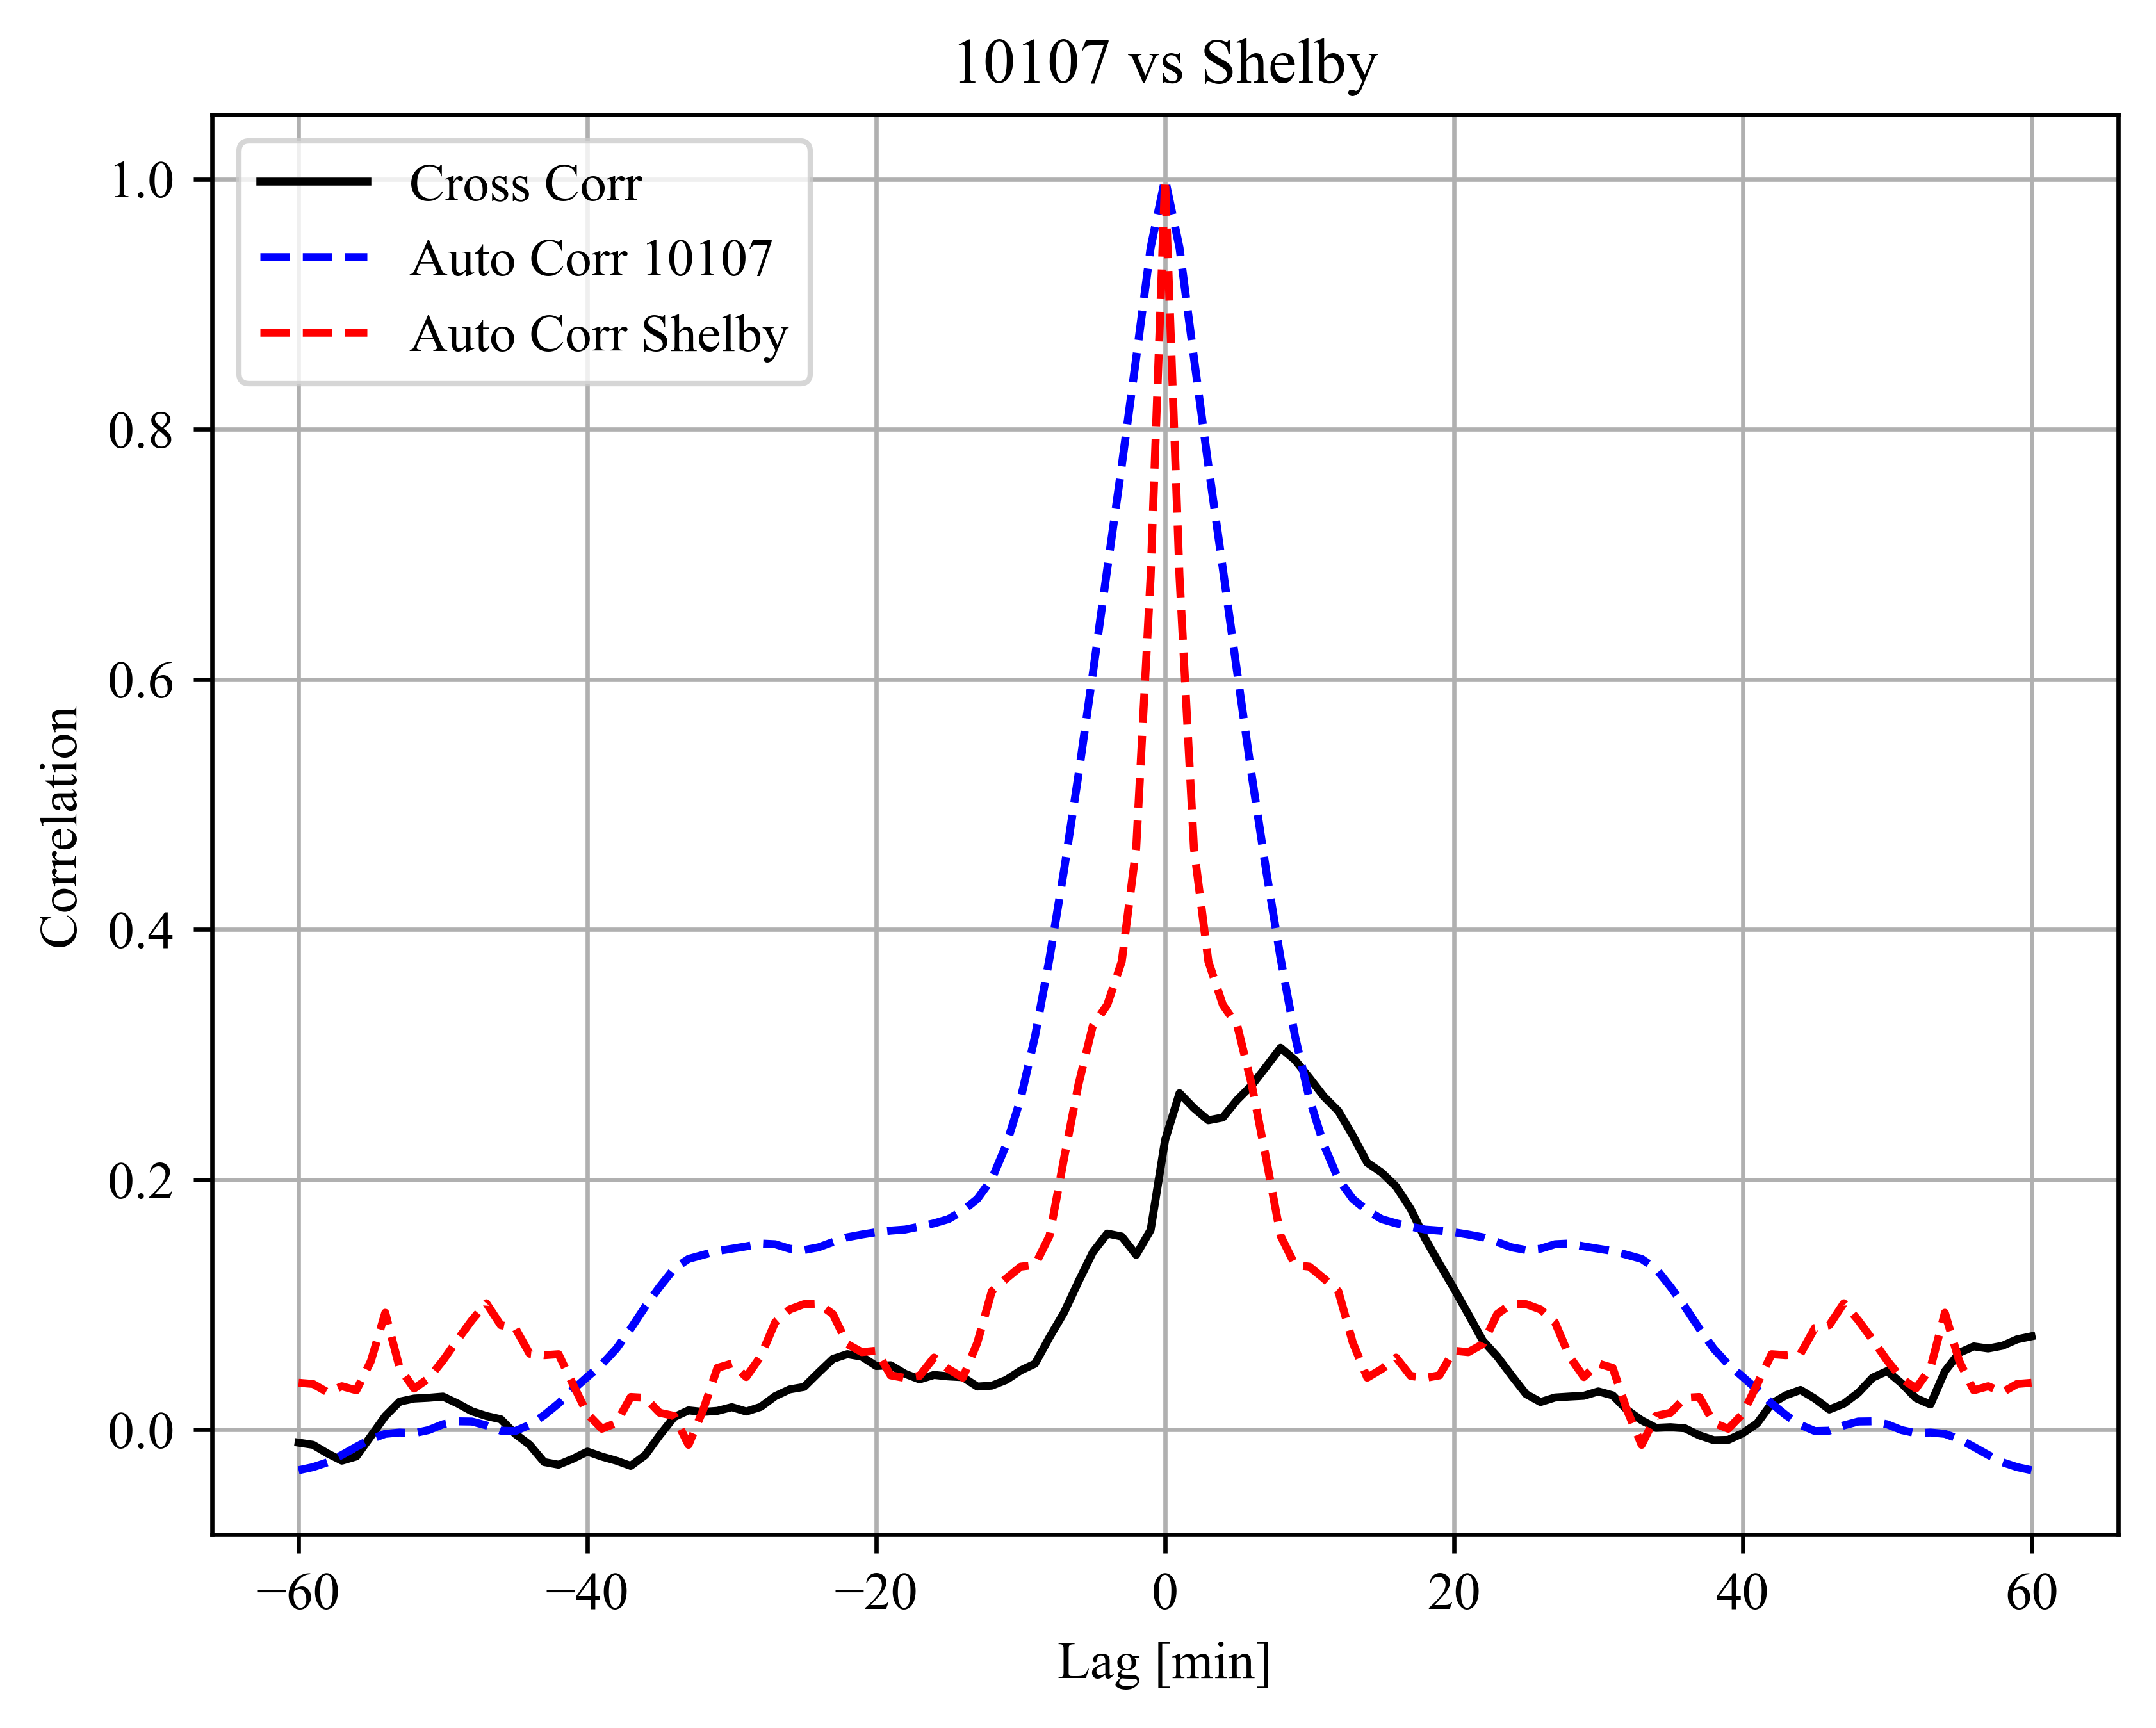 10107 vs Shelby
Cross Corr
Auto Corr 10107
Auto Corr Shelby
1.0
0.8
0.6
0.4
0.2
0.0
Correlation
−60 −40 −20 0 20 40 60
Lag [min]